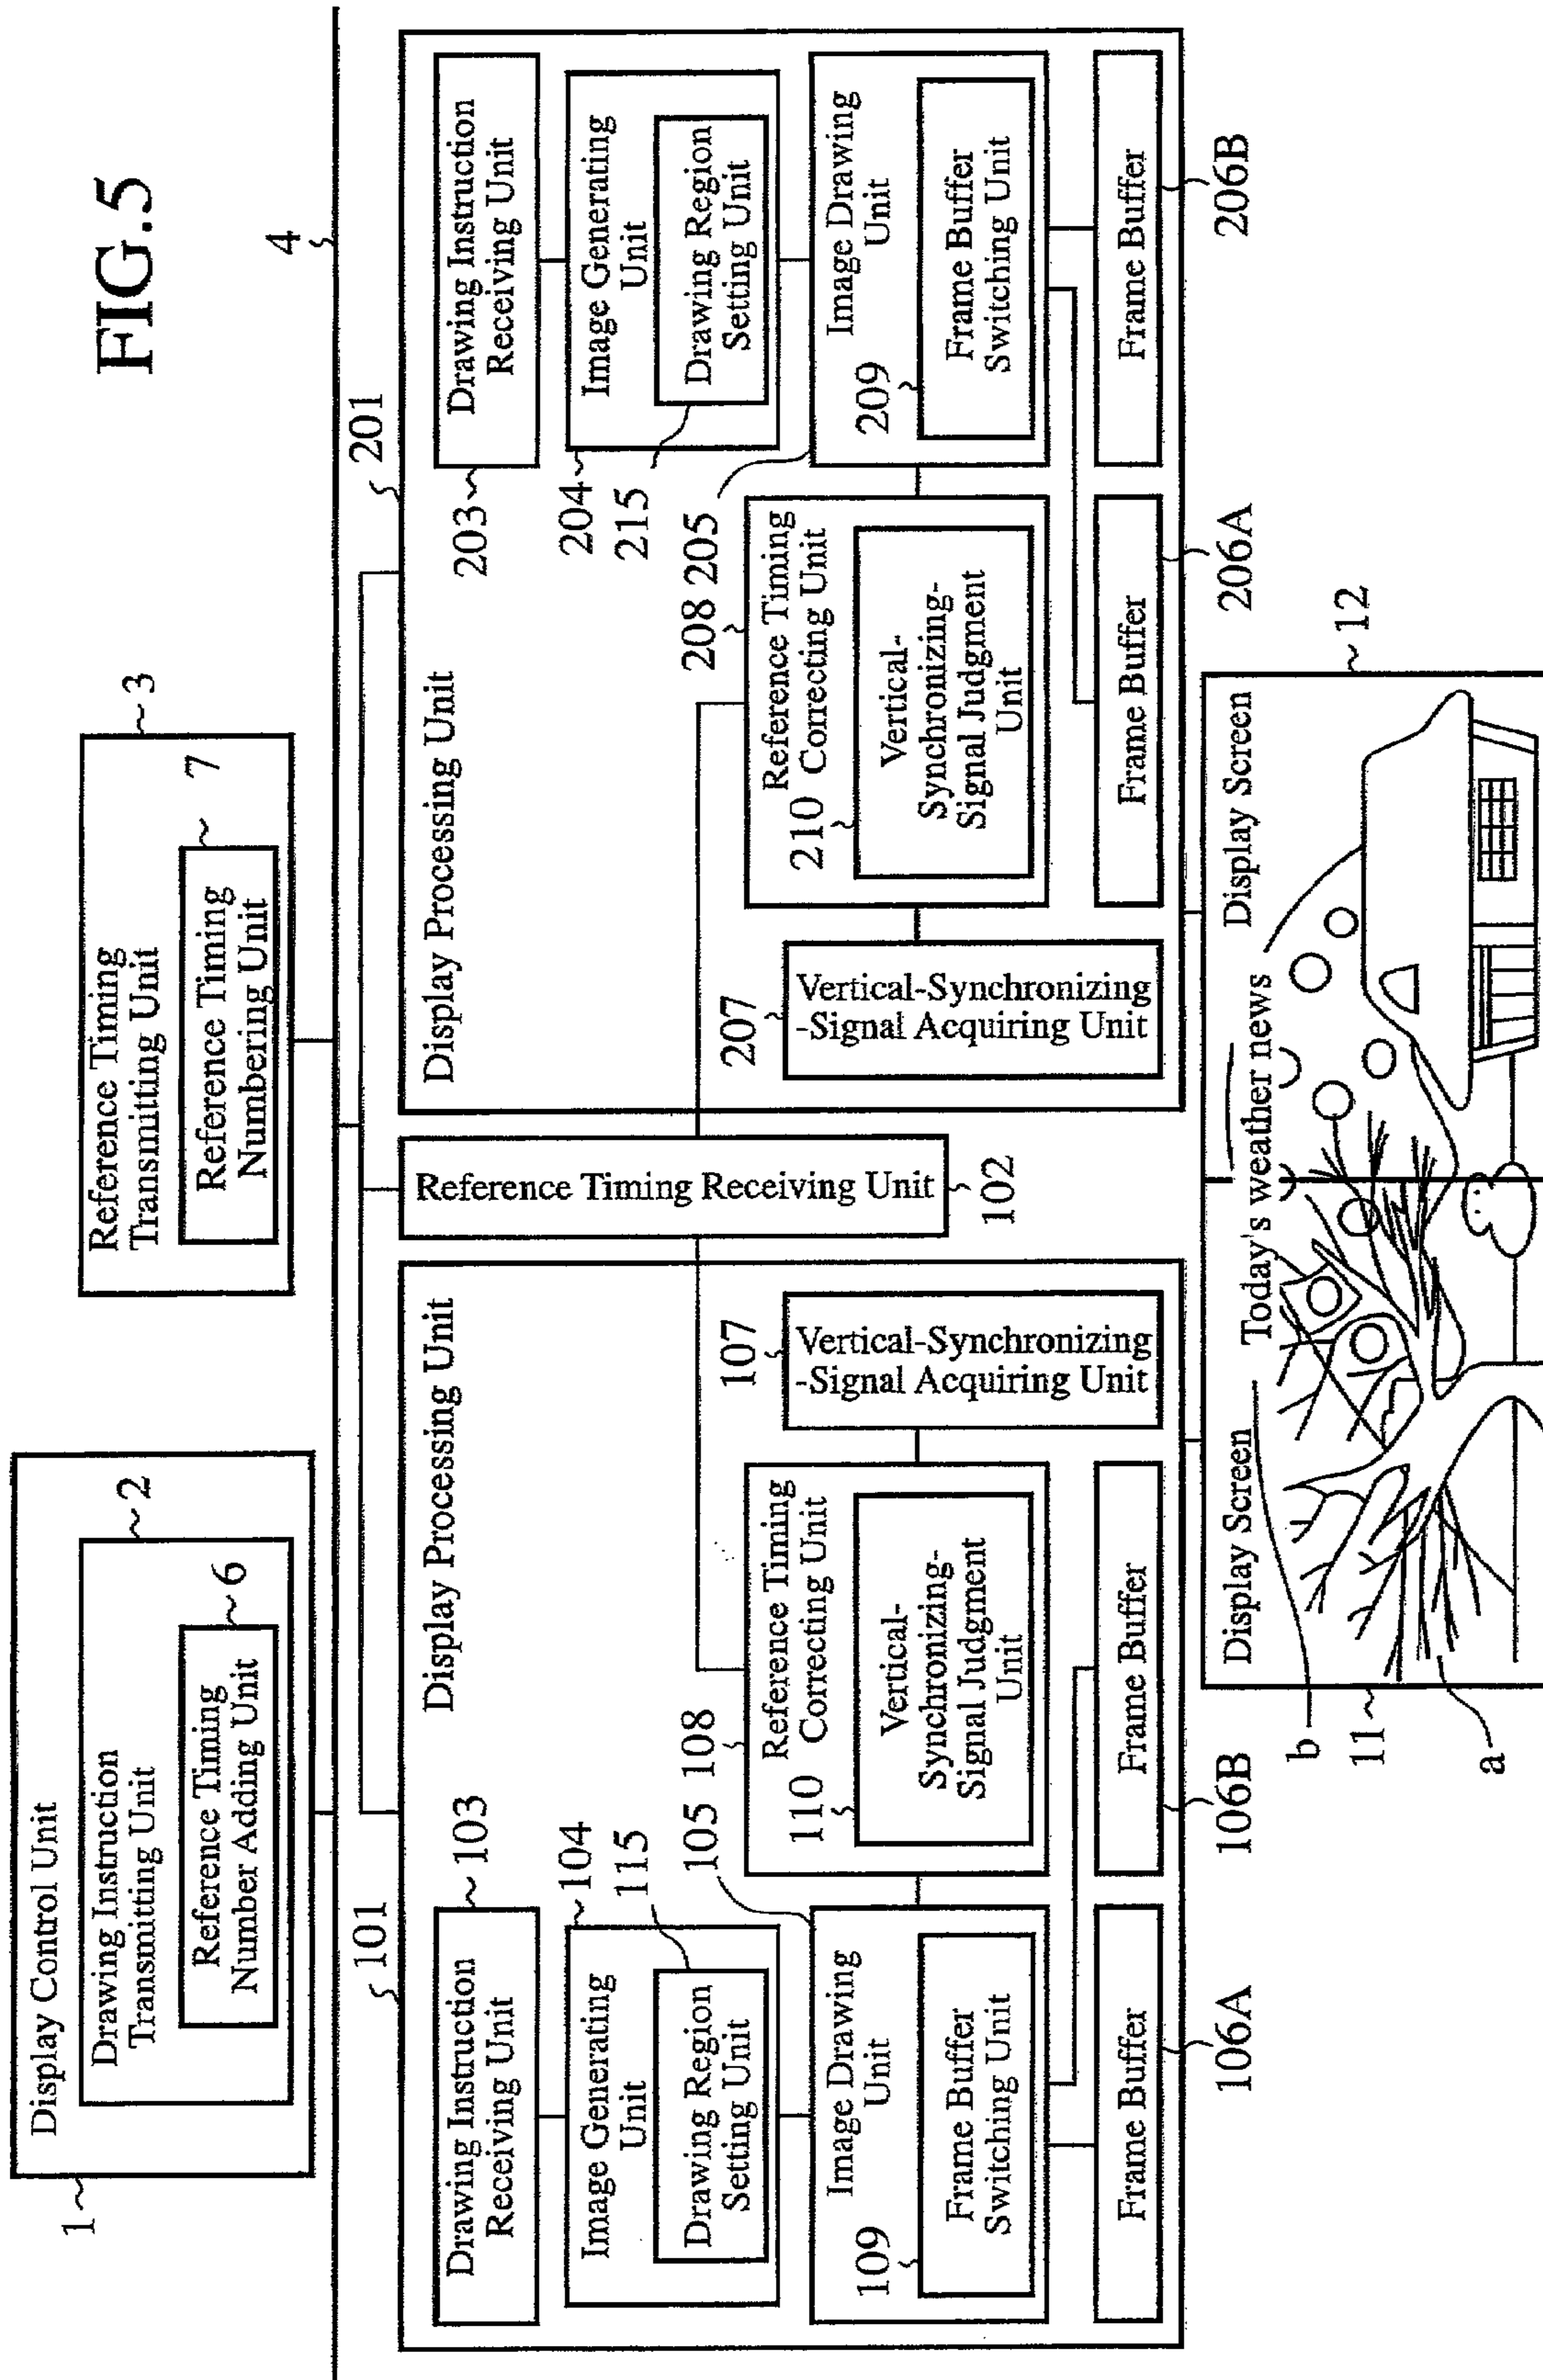 FIG.5
Display Control Unit
1
Drawing Instruction
Transmitting Unit
2
Reference Timing
Number Adding Unit
6
Reference Timing
Transmitting Unit
3
Reference Timing
Numbering Unit
7
4
101
Display Processing Unit
Drawing Instruction
Receiving Unit
103
Image Generating
Unit
104
Drawing Region
Setting Unit
115
Image Drawing
Unit
105
Frame Buffer
Switching Unit
109
108
Reference Timing
Correcting Unit
110
Vertical-
Synchronizing-
Signal Judgment
Unit
107
Vertical-Synchronizing
-Signal Acquiring Unit
Frame Buffer
106A
Frame Buffer
106B
Reference Timing Receiving Unit
102
201
Display Processing Unit
207
Vertical-Synchronizing
-Signal Acquiring Unit
208
Reference Timing
Correcting Unit
210
Vertical-
Synchronizing-
Signal Judgment
Unit
Drawing Instruction
Receiving Unit
203
Image Generating
Unit
204
Drawing Region
Setting Unit
215
Image Drawing
Unit
205
Frame Buffer
Switching Unit
209
Frame Buffer
206A
Frame Buffer
206B
Display Screen
Today's weather news
Display Screen
12
b
11
a